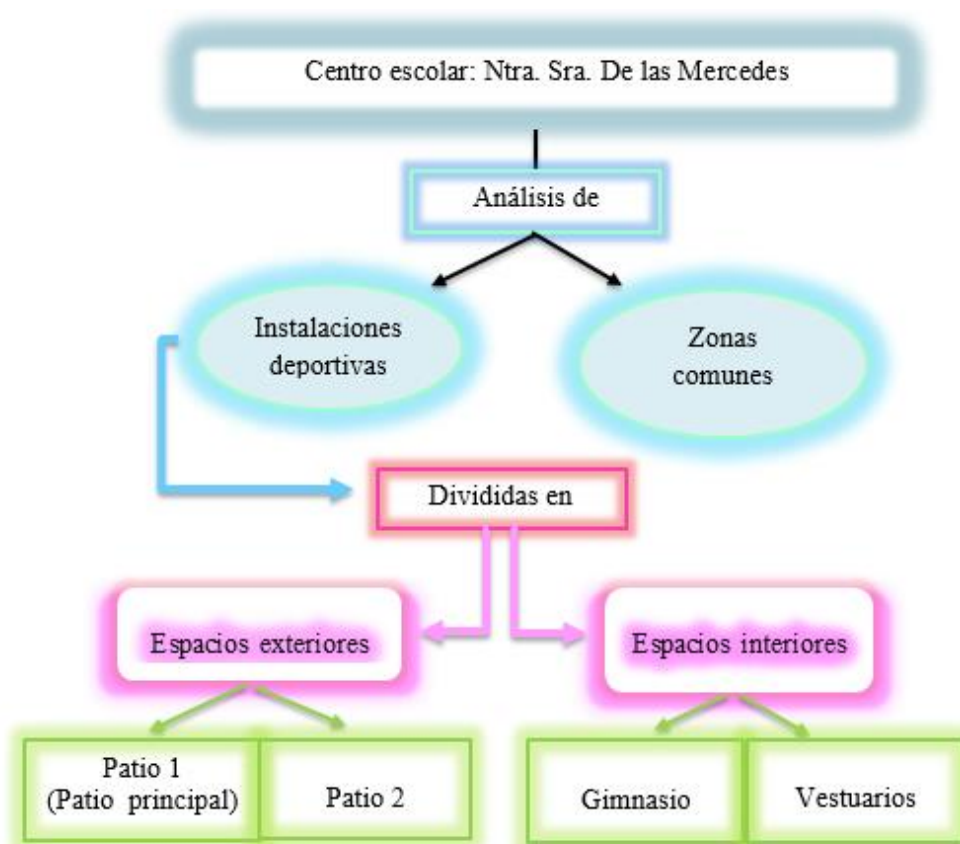 Centro escolar: Ntra. Sra. De las Mercedes
Análisis de
Instalaciones
deportivas
Zonas
comunes
Divididas en
Espacios exteriores
Espacios interiores
Patio 1
(Patio principal)
Patio 2
Gimnasio
Vestuarios